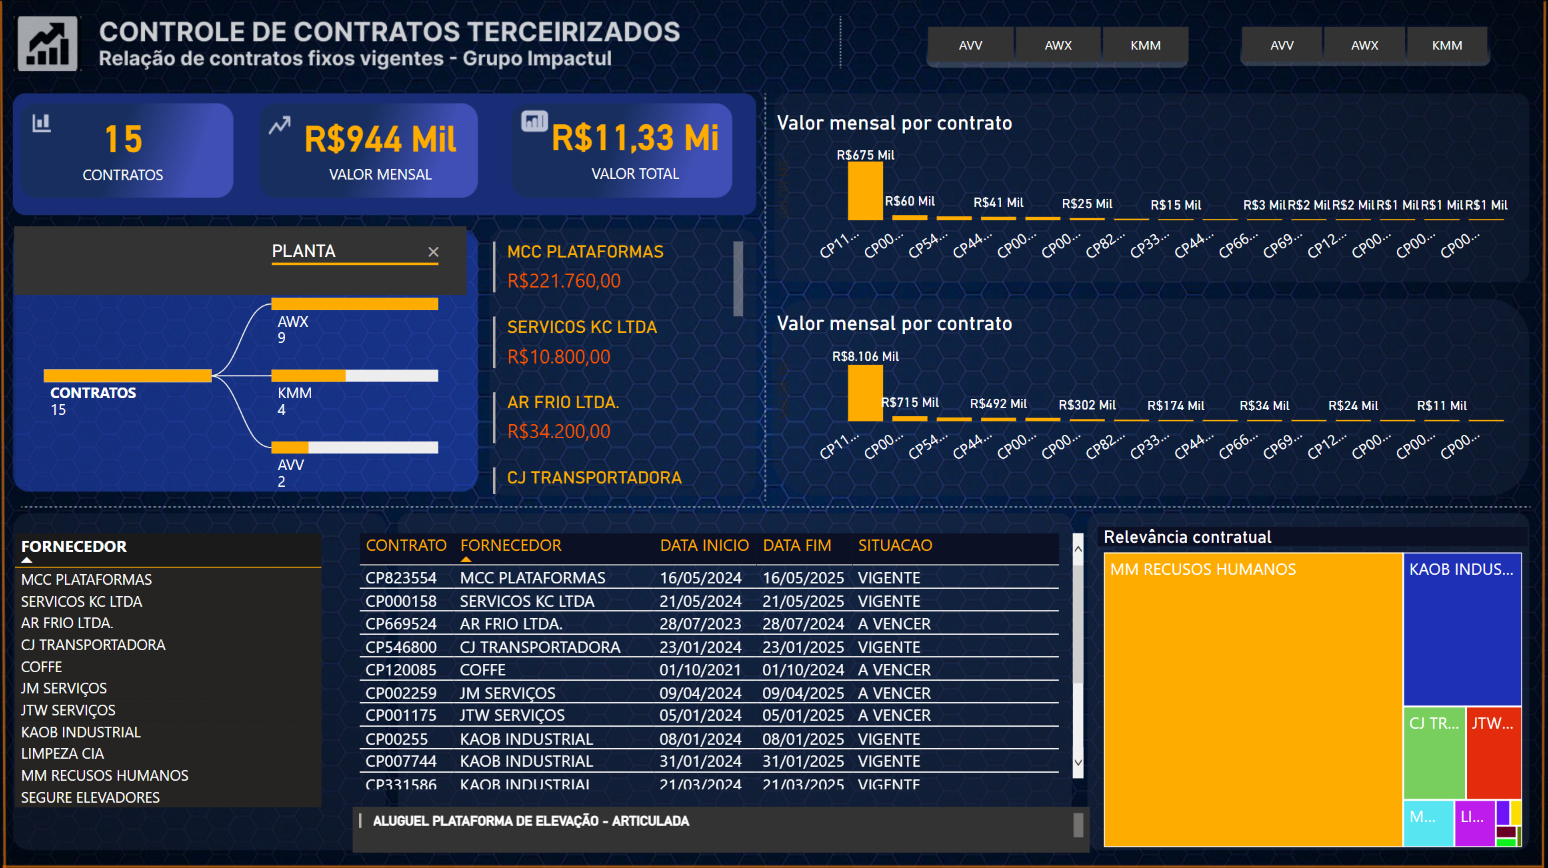 CONTROLE DE CONTRATOS TERCEIRIZADOS
Relação de contratos fixos vigentes - Grupo Impactul
AVV AWX KMM
AVV AWX KMM
15
CONTRATOS
R$944 Mil
VALOR MENSAL
R$11,33 Mi
VALOR TOTAL
Valor mensal por contrato
R$675 Mil
R$60 Mil R$41 Mil R$25 Mil R$15 Mil R$3 Mil R$2 Mil R$2 Mil R$1 Mil R$1 Mil R$1 Mil
CP11... CP00... CP54... CP44... CP00... CP00... CP82... CP33... CP44... CP66... CP69... CP12... CP00... CP00... CP00...
Valor mensal por contrato
R$8.106 Mil
R$715 Mil R$492 Mil R$302 Mil R$174 Mil R$34 Mil R$24 Mil R$11 Mil
CP11... CP00... CP54... CP44... CP00... CP00... CP82... CP33... CP44... CP66... CP69... CP12... CP00... CP00... CP00...
PLANTA
CONTRATOS
15
AWX
9
KMM
4
AVV
2
MCC PLATAFORMAS
R$221.760,00
SERVICOS KC LTDA
R$10.800,00
AR FRIO LTDA.
R$34.200,00
CJ TRANSPORTADORA
FORNECEDOR
MCC PLATAFORMAS
SERVICOS KC LTDA
AR FRIO LTDA.
CJ TRANSPORTADORA
COFFE
JM SERVIÇOS
JTW SERVIÇOS
KAOB INDUSTRIAL
LIMPEZA CIA
MM RECUSOS HUMANOS
SEGURE ELEVADORES
CONTRATO FORNECEDOR DATA INICIO DATA FIM SITUACAO
CP823554 MCC PLATAFORMAS 16/05/2024 16/05/2025 VIGENTE
CP000158 SERVICOS KC LTDA 21/05/2024 21/05/2025 VIGENTE
CP669524 AR FRIO LTDA. 28/07/2023 28/07/2024 A VENCER
CP546800 CJ TRANSPORTADORA 23/01/2024 23/01/2025 VIGENTE
CP120085 COFFE 01/10/2021 01/10/2024 A VENCER
CP002259 JM SERVIÇOS 09/04/2024 09/04/2025 A VENCER
CP001175 JTW SERVIÇOS 05/01/2024 05/01/2025 A VENCER
CP00255 KAOB INDUSTRIAL 08/01/2024 08/01/2025 VIGENTE
CP007744 KAOB INDUSTRIAL 31/01/2024 31/01/2025 VIGENTE
CP331586 KAOB INDUSTRIAL 21/03/2024 21/03/2025 VIGENTE
ALUGUEL PLATAFORMA DE ELEVAÇÃO - ARTICULADA
Relevância contratual
MM RECUSOS HUMANOS
KAOB INDUS...
CJ TR...
JTW...
M...
LI...